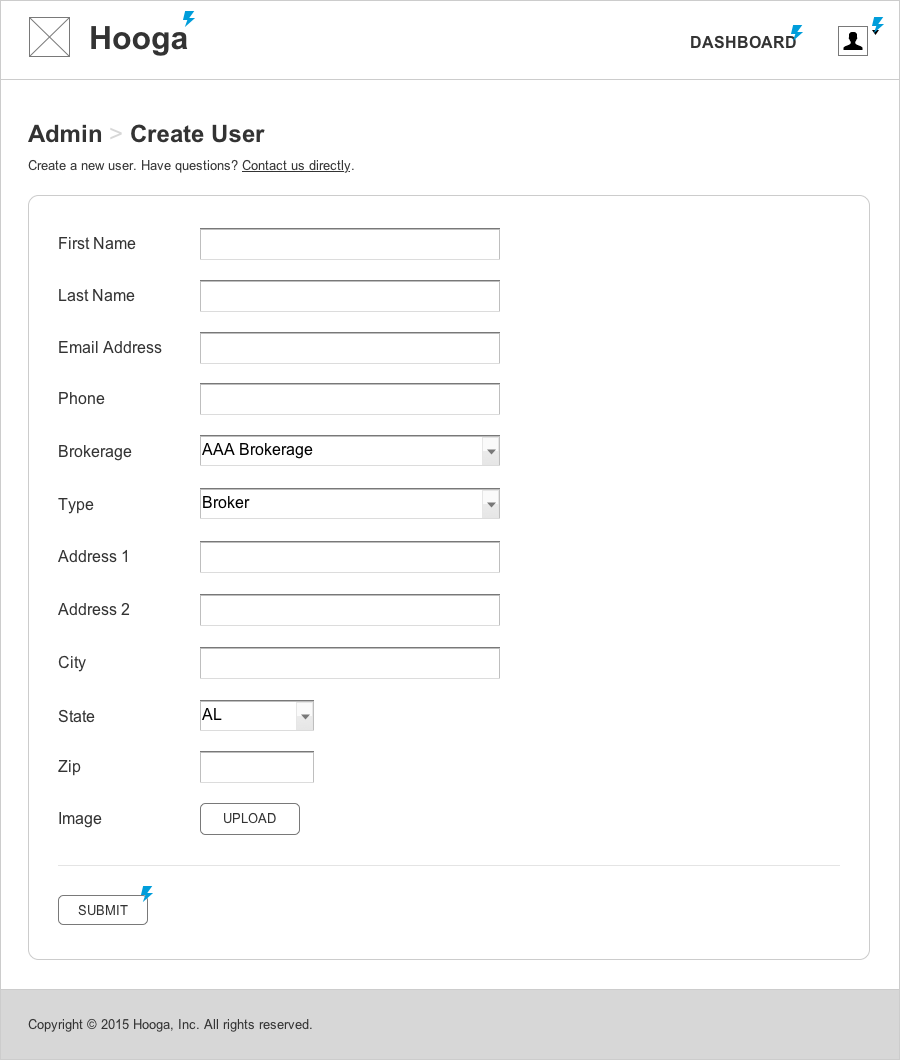 Hooga
DASHBOARD
Admin > Create User
Create a new user. Have questions? Contact us directly.
First Name
Last Name
Email Address
Phone
Brokerage AAA Brokerage
Type Broker
Address 1
Address 2
City
State AL
Zip
Image UPLOAD
SUBMIT
Copyright © 2015 Hooga, Inc. All rights reserved.